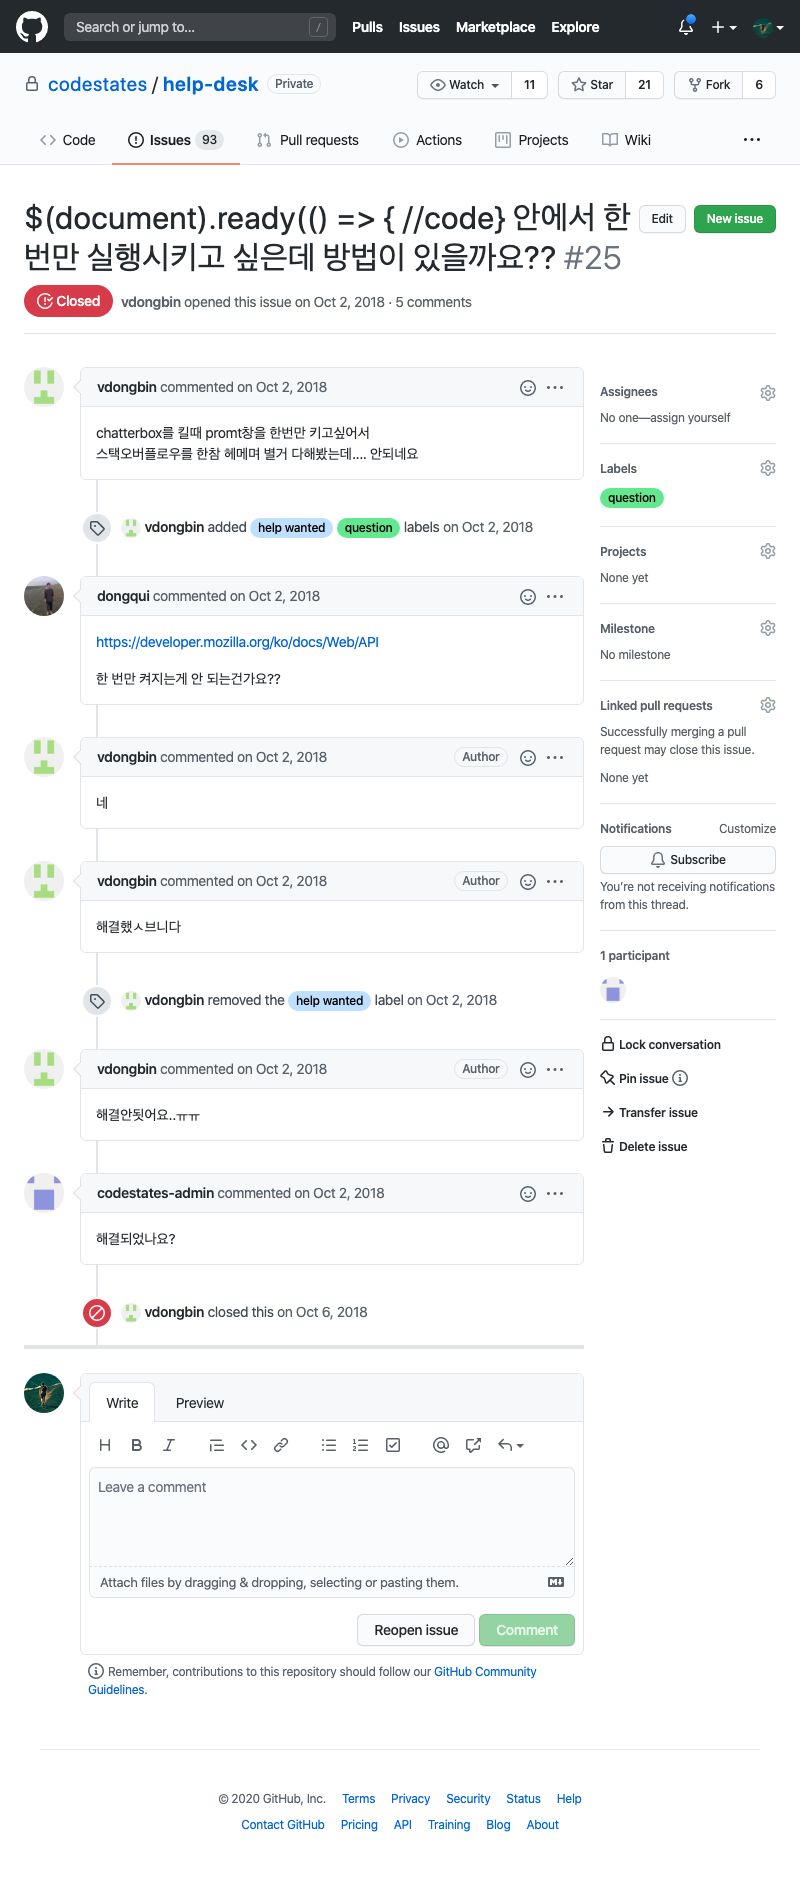 Search or jump to...
/
Pulls
Issues
Marketplace
Explore
codestates / help-desk
Private
Watch
11
Star
21
Fork
6
Code
Issues 93
Pull requests
Actions
Projects
Wiki
$(document).ready(() => { //code} 안에서 한
번만 실행시키고 싶은데 방법이 있을까요?? #25
Edit
New issue
Closed
vdongbin opened this issue on Oct 2, 2018 · 5 comments
vdongbin commented on Oct 2, 2018
chatterbox를 킬때 promt창을 한번만 키고싶어서
스택오버플로우를 한참 헤메며 별거 다해봤는데.... 안되네요
vdongbin added help wanted question labels on Oct 2, 2018
dongqui commented on Oct 2, 2018
https://developer.mozilla.org/ko/docs/Web/API
한 번만 켜지는게 안 되는건가요??
vdongbin commented on Oct 2, 2018
Author
네
vdongbin commented on Oct 2, 2018
Author
해결했ㅅ브니다
vdongbin removed the help wanted label on Oct 2, 2018
vdongbin commented on Oct 2, 2018
Author
해결안됫어요..ㅠㅠ
codestates-admin commented on Oct 2, 2018
해결되었나요?
vdongbin closed this on Oct 6, 2018
Assignees
No one—assign yourself
Labels
question
Projects
None yet
Milestone
No milestone
Linked pull requests
Successfully merging a pull
request may close this issue.
None yet
Notifications
Customize
Subscribe
You're not receiving notifications
from this thread.
1 participant
Lock conversation
Pin issue
Transfer issue
Delete issue
Write
Preview
Leave a comment
Attach files by dragging & dropping, selecting or pasting them.
Reopen issue
Comment
Remember, contributions to this repository should follow our GitHub Community
Guidelines.
© 2020 GitHub, Inc.
Terms
Privacy
Security
Status
Help
Contact GitHub
Pricing
API
Training
Blog
About